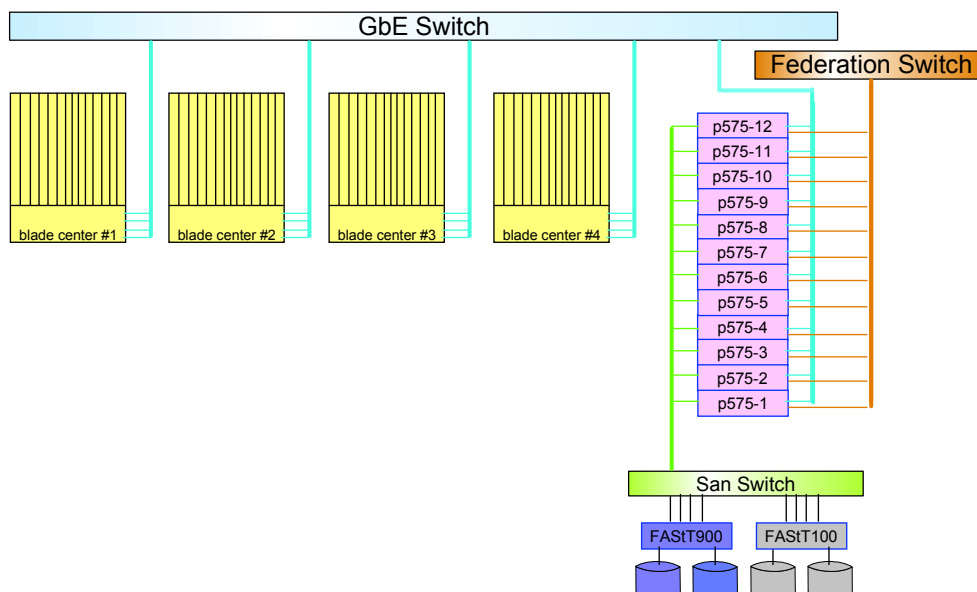 GbE Switch
Federation Switch
p575-12
p575-11
p575-10
p575-9
p575-8
p575-7
p575-6
p575-5
p575-4
p575-3
p575-2
p575-1
blade center #1
blade center #2
blade center #3
blade center #4
San Switch
FAStT900
FAStT100